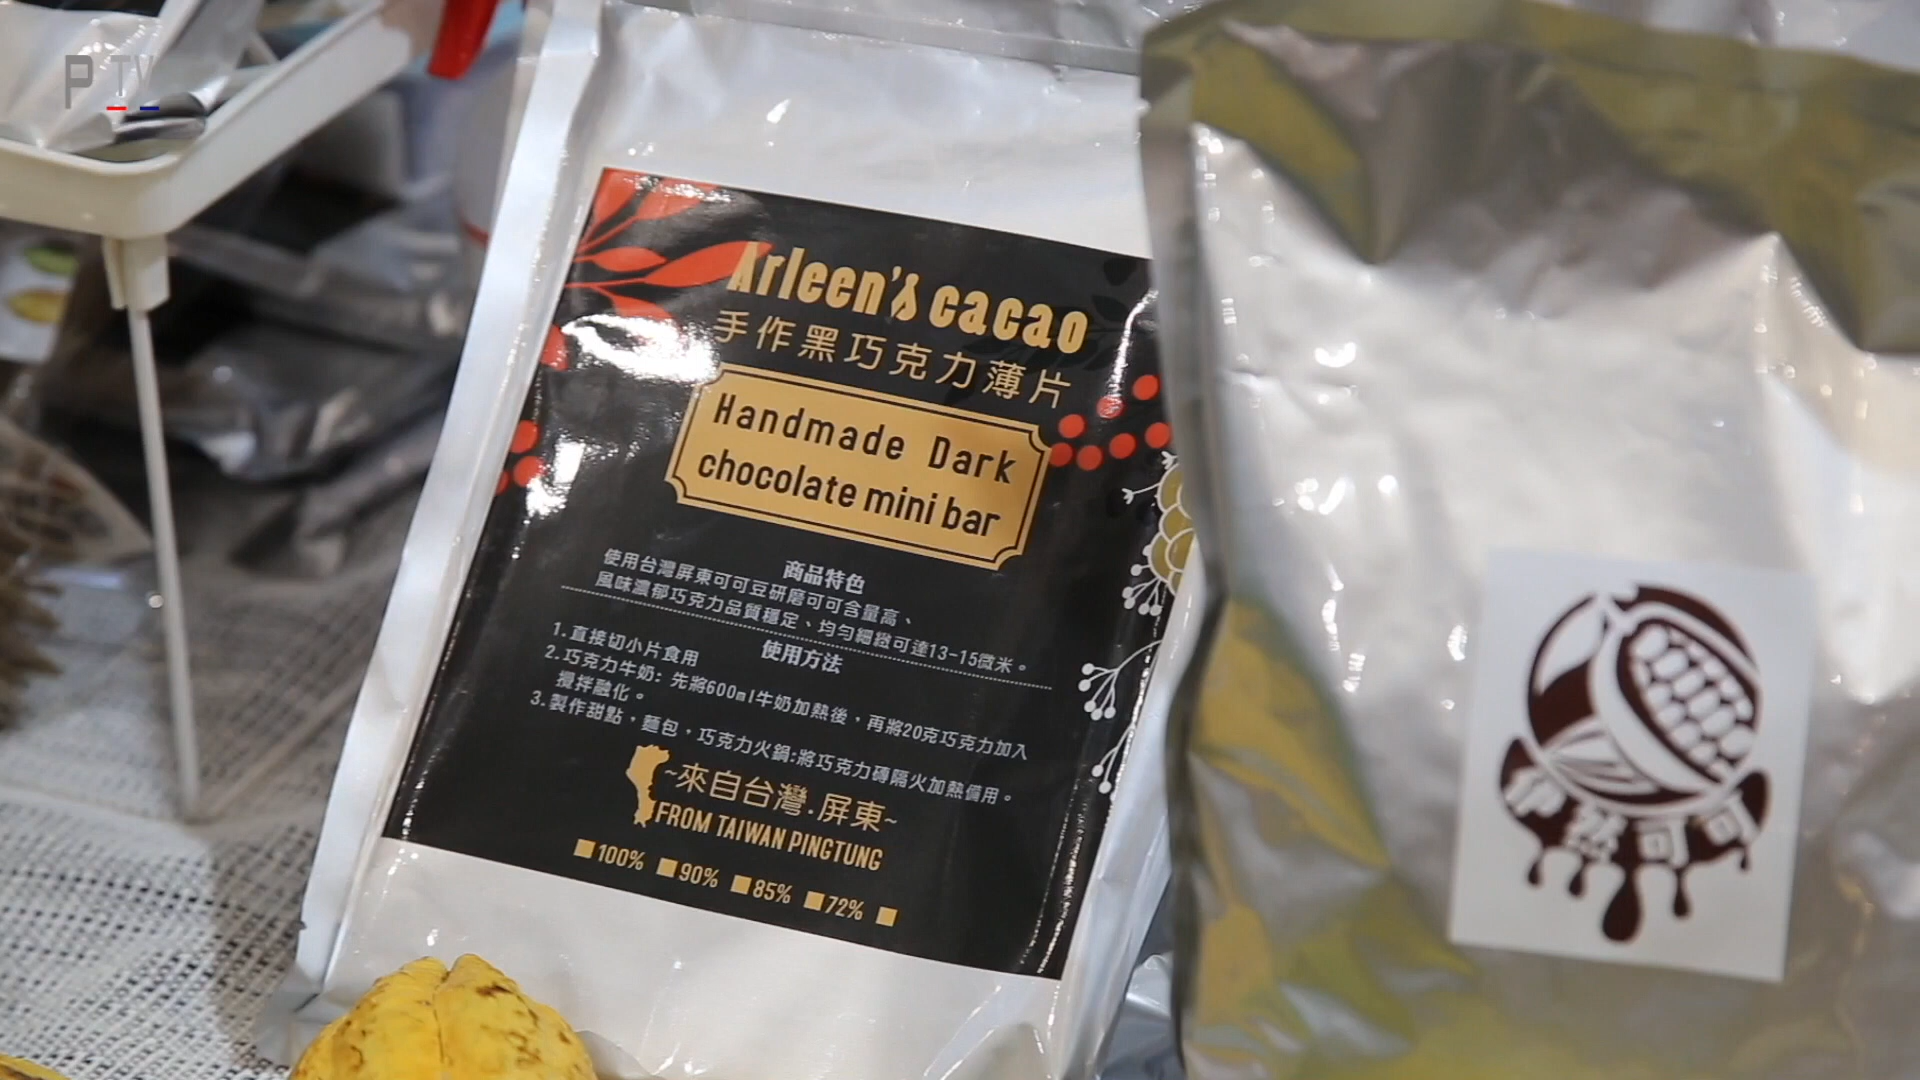 P TV
Arleen's cacao
手作黑巧克力薄片
Handmade Dark
chocolate mini bar
商品特色
使用台灣屏東可可豆研磨可可含量高、
風味濃郁巧克力品質穩定、均勻細緻可達13-15微米。
使用方法
1.直接切小片食用
2.巧克力牛奶：先將600ml牛奶加熱後，再將20克巧克力加入
攪拌融化。
3.製作甜點，麵包，巧克力火鍋:將巧克力磚隔火加熱備用。
~來自台灣.屏東~
FROM TAIWAN PINGTUNG
■100% ■90% ■85% ■72% ■
伊然可可